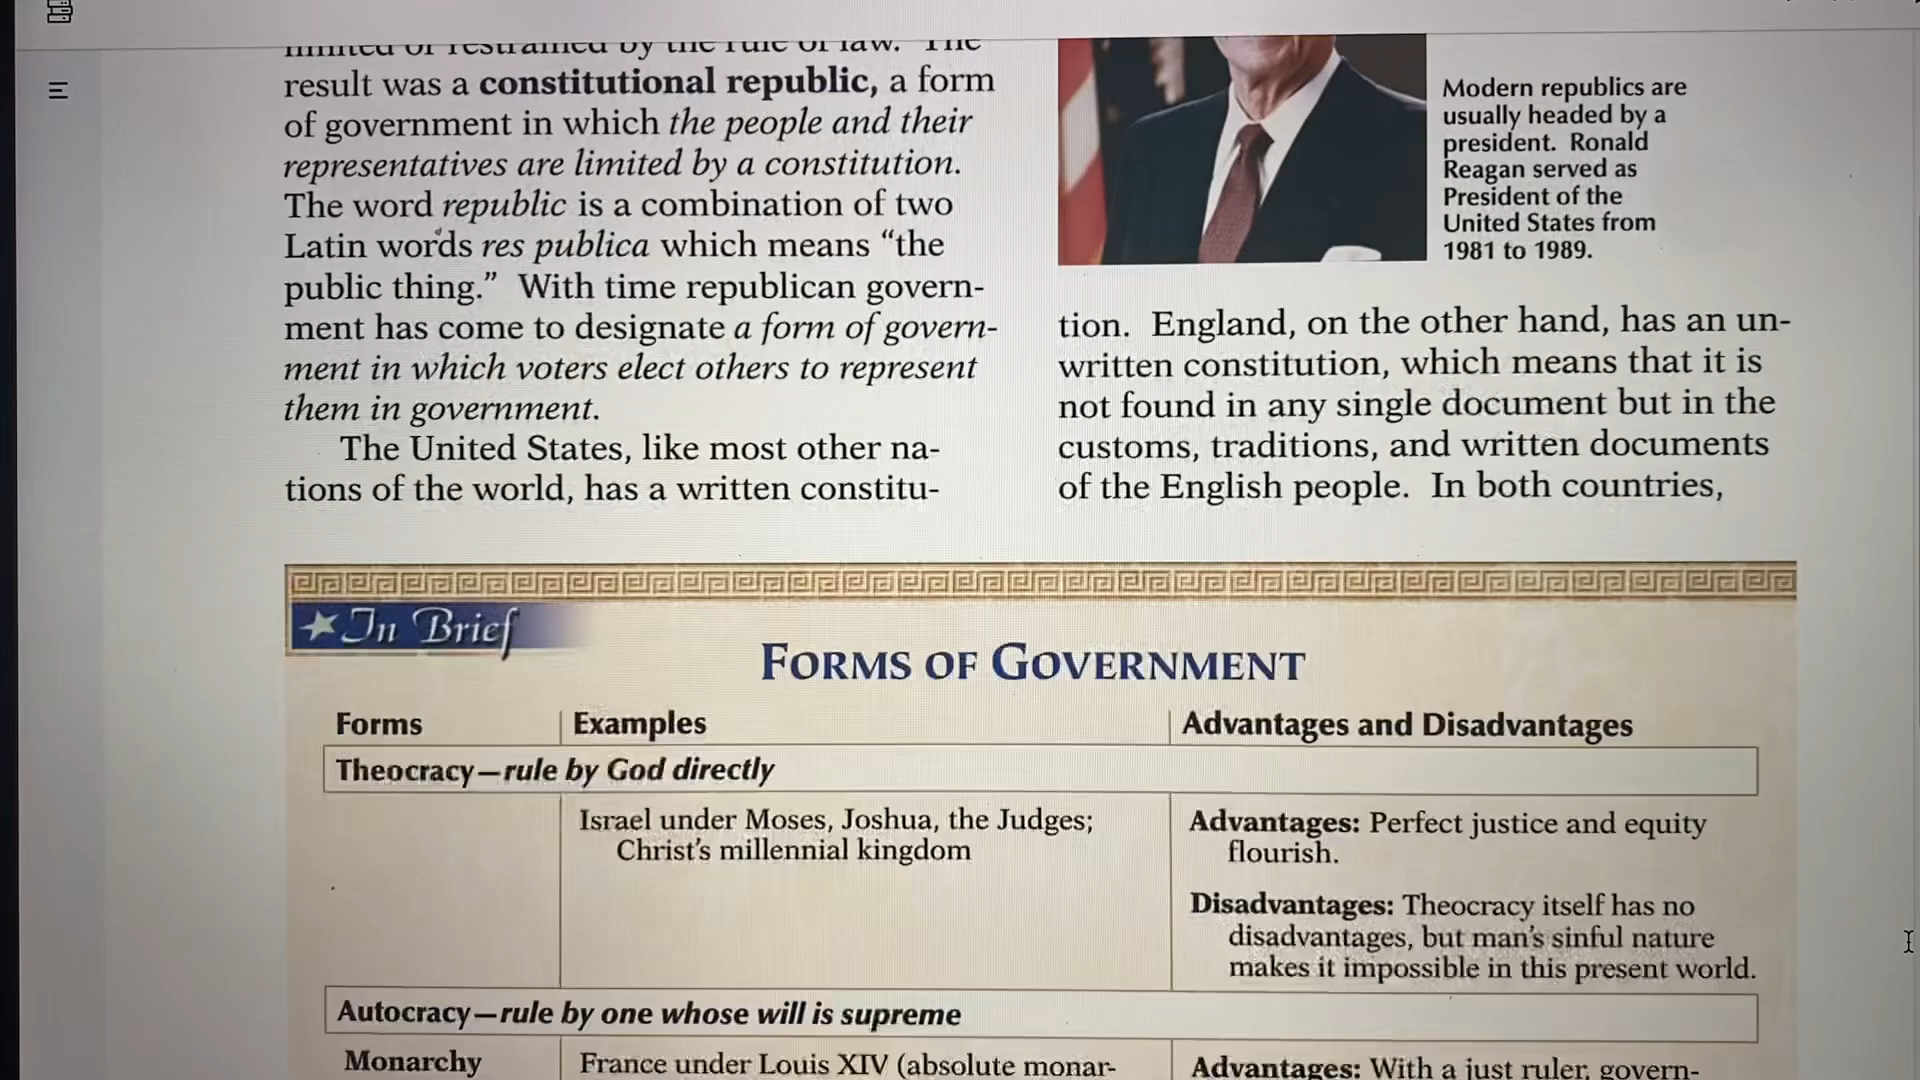 limited or restrained by the rule of law. The
result was a constitutional republic, a form
of government in which the people and their
representatives are limited by a constitution.
The word republic is a combination of two
Latin words res publica which means “the
public thing.” With time republican govern-
ment has come to designate a form of govern-
ment in which voters elect others to represent
them in government.
The United States, like most other na-
tions of the world, has a written constitu-
Modern republics are
usually headed by a
president. Ronald
Reagan served as
President of the
United States from
1981 to 1989.
tion. England, on the other hand, has an un-
written constitution, which means that it is
not found in any single document but in the
customs, traditions, and written documents
of the English people. In both countries,
In Brief
FORMS OF GOVERNMENT
Forms Examples Advantages and Disadvantages
Theocracy—rule by God directly
Israel under Moses, Joshua, the Judges;
Christ’s millennial kingdom
Advantages: Perfect justice and equity
flourish.
Disadvantages: Theocracy itself has no
disadvantages, but man’s sinful nature
makes it impossible in this present world.
Autocracy—rule by one whose will is supreme
Monarchy
France under Louis XIV (absolute monar-
Advantages: With a just ruler, govern-